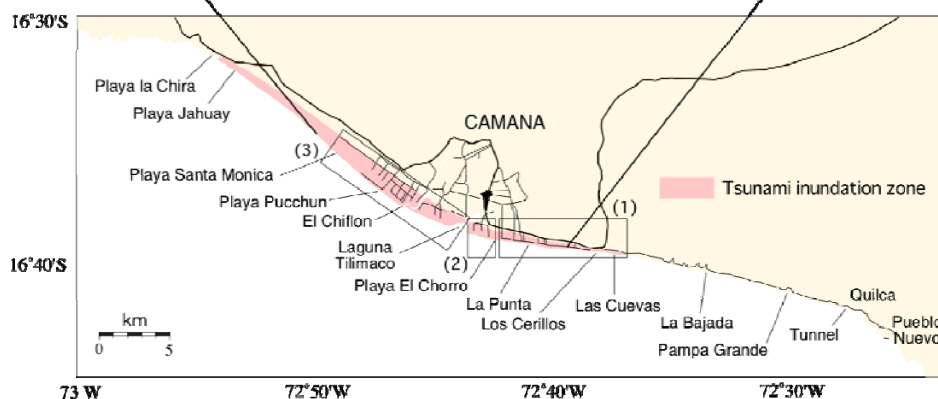 16°30'S
Playa la Chira
Playa Jahuay
CAMANA
(3)
Playa Santa Monica
Tsunami inundation zone
Playa Pucchun
(1)
El Chiflon
Laguna
Tilimaco
16°40'S
(2)
Playa El Chorro
La Punta
Las Cuevas
Quilca
Los Cerillos
La Bajada
Pueblo
km
Tunnel
Nuevo
Pampa Grande
0 5
73 W
72°50'W
72°40'W
72°30'W